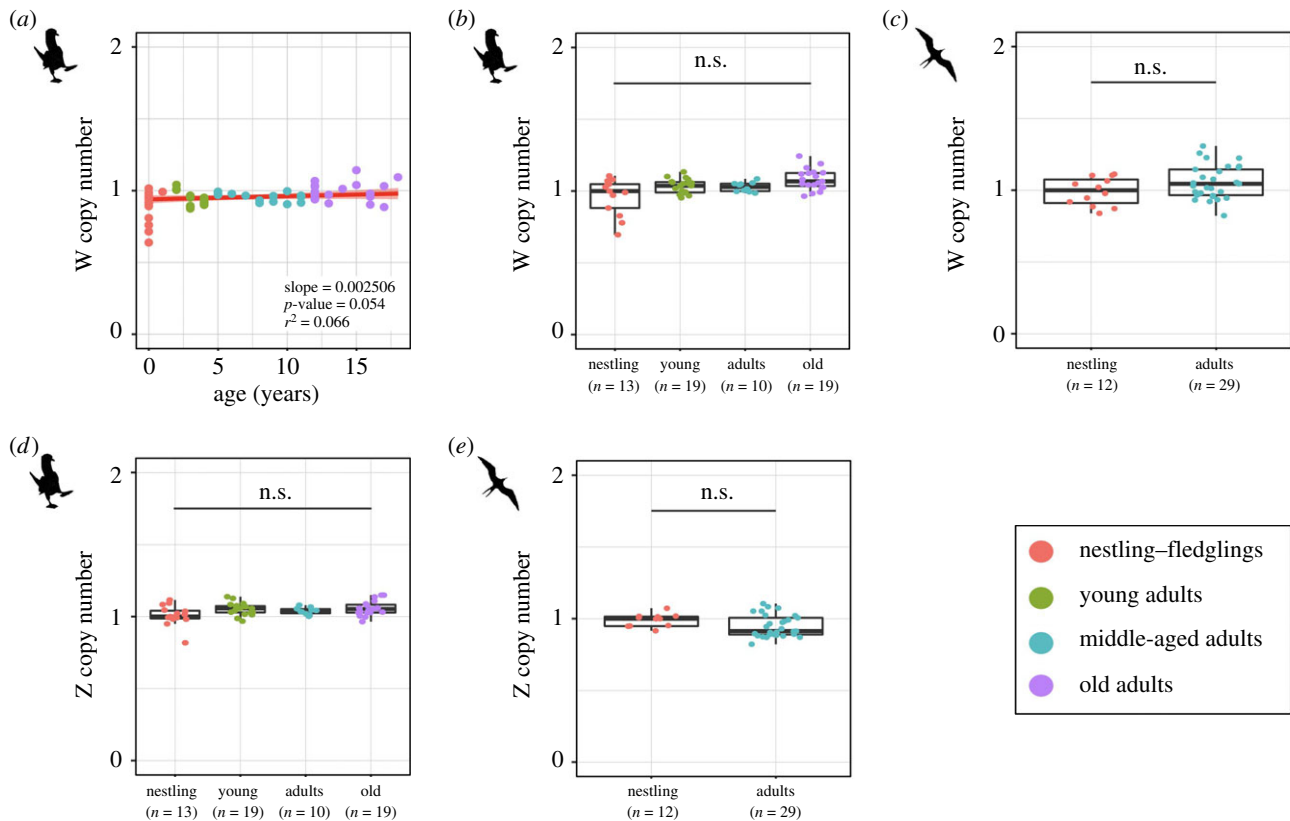 (a)
2
1
0
W copy number
slope = 0.002506
p-value = 0.054
r² = 0.066
0 5 10 15
age (years)
(b)
2
1
0
W copy number
n.s.
nestling young adults old
(n = 13) (n = 19) (n = 10) (n = 19)
(c)
2
1
0
W copy number
n.s.
nestling adults
(n = 12) (n = 29)
(d)
2
1
0
Z copy number
n.s.
nestling young adults old
(n = 13) (n = 19) (n = 10) (n = 19)
(e)
2
1
0
Z copy number
n.s.
nestling adults
(n = 12) (n = 29)
nestling–fledglings
young adults
middle-aged adults
old adults